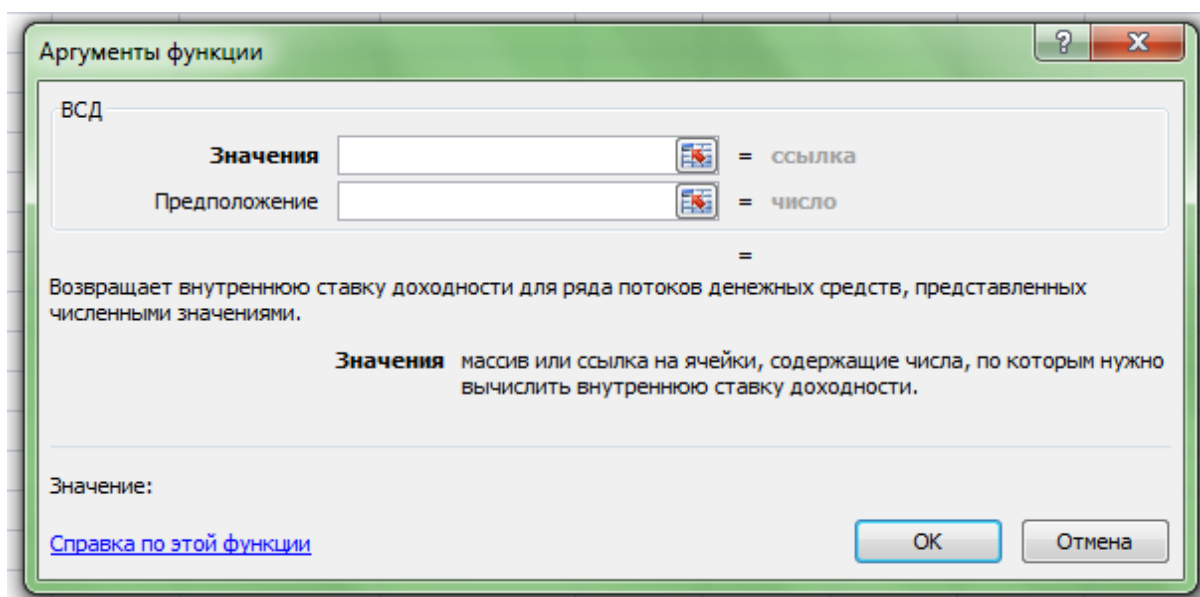 Аргументы функции
ВСД
Значения = ссылка
Предположение = число
=
Возвращает внутреннюю ставку доходности для ряда потоков денежных средств, представленных
численными значениями.
Значения массив или ссылка на ячейки, содержащие числа, по которым нужно
вычислить внутреннюю ставку доходности.
Значение:
Справка по этой функции
OK Отмена